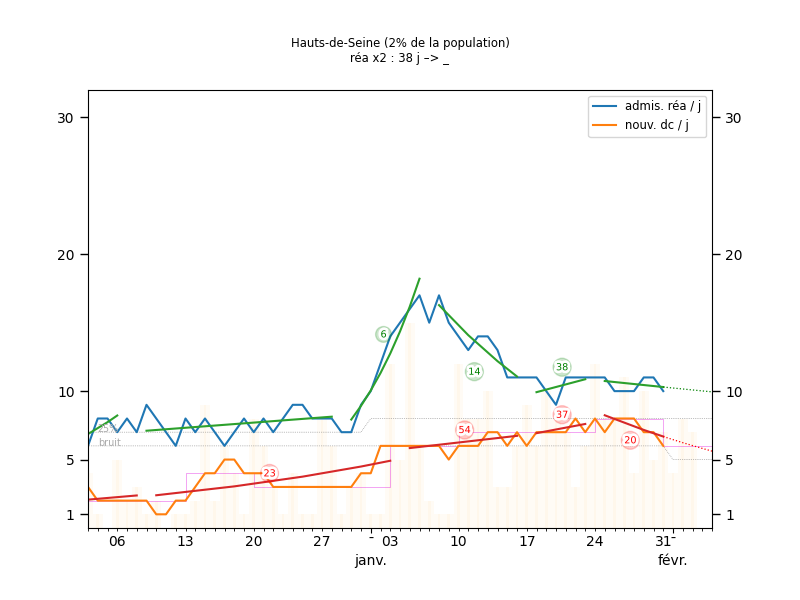 Hauts-de-Seine (2% de la population)
réa x2 : 38 j –> _
admis. réa / j
nouv. dc / j
30 30
20 20
10 10
5 5
1 1
6
14
38
37
54
20
23
25%
bruit
06 13 20 27 - 03 10 17 24 31 -
janv. févr.